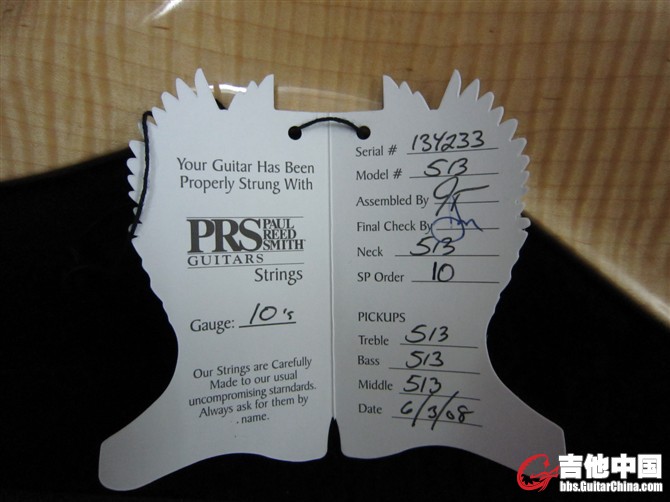 Your Guitar Has Been
Properly Strung With
PRS PAUL
REED
SMITH
GUITARS
Strings
Gauge: 10's
Our Strings are Carefully
Made to our usual
uncompromising starndards.
Always ask for them by
. name.
Serial # 134233
Model # 513
Assembled By
Final Check By
Neck 513
SP Order 10
PICKUPS
Treble 513
Bass 513
Middle 513
Date 6/3/08
吉他中国
bbs.GuitarChina.com